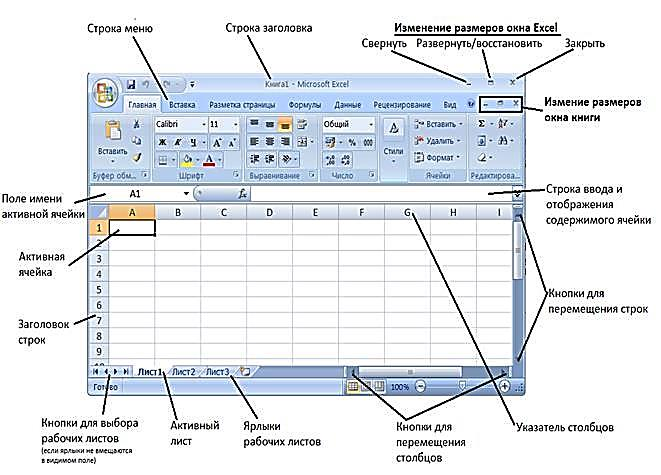 Строка меню
Строка заголовка
Изменение размеров окна Excel
Свернуть Развернуть/восстановить Закрыть
Книга1 - Microsoft Excel
Главная Вставка Разметка страницы Формулы Данные Рецензирование Вид
Измение размеров
окна книги
Calibri 11 Общий Вставить Σ
Ж К Ч % 000 Удалить
Вставить Стили Формат
Буфер обм... Шрифт Выравнивание Число Ячейки Редактирова...
Поле имени
активной ячейки
A1 fx
Строка ввода и
отображения
содержимого ячейки
A B C D E F G H I
1
2
3
4
5
6
7
8
9
Активная
ячейка
Заголовок
строк
Кнопки для
перемещения строк
Лист1 Лист2 Лист3
Готово 100%
Кнопки для выбора
рабочих листов
(если ярлыки не вмещаются
в видимом поле)
Активный
лист
Ярлыки
рабочих листов
Кнопки для
перемещения
столбцов
Указатель столбцов